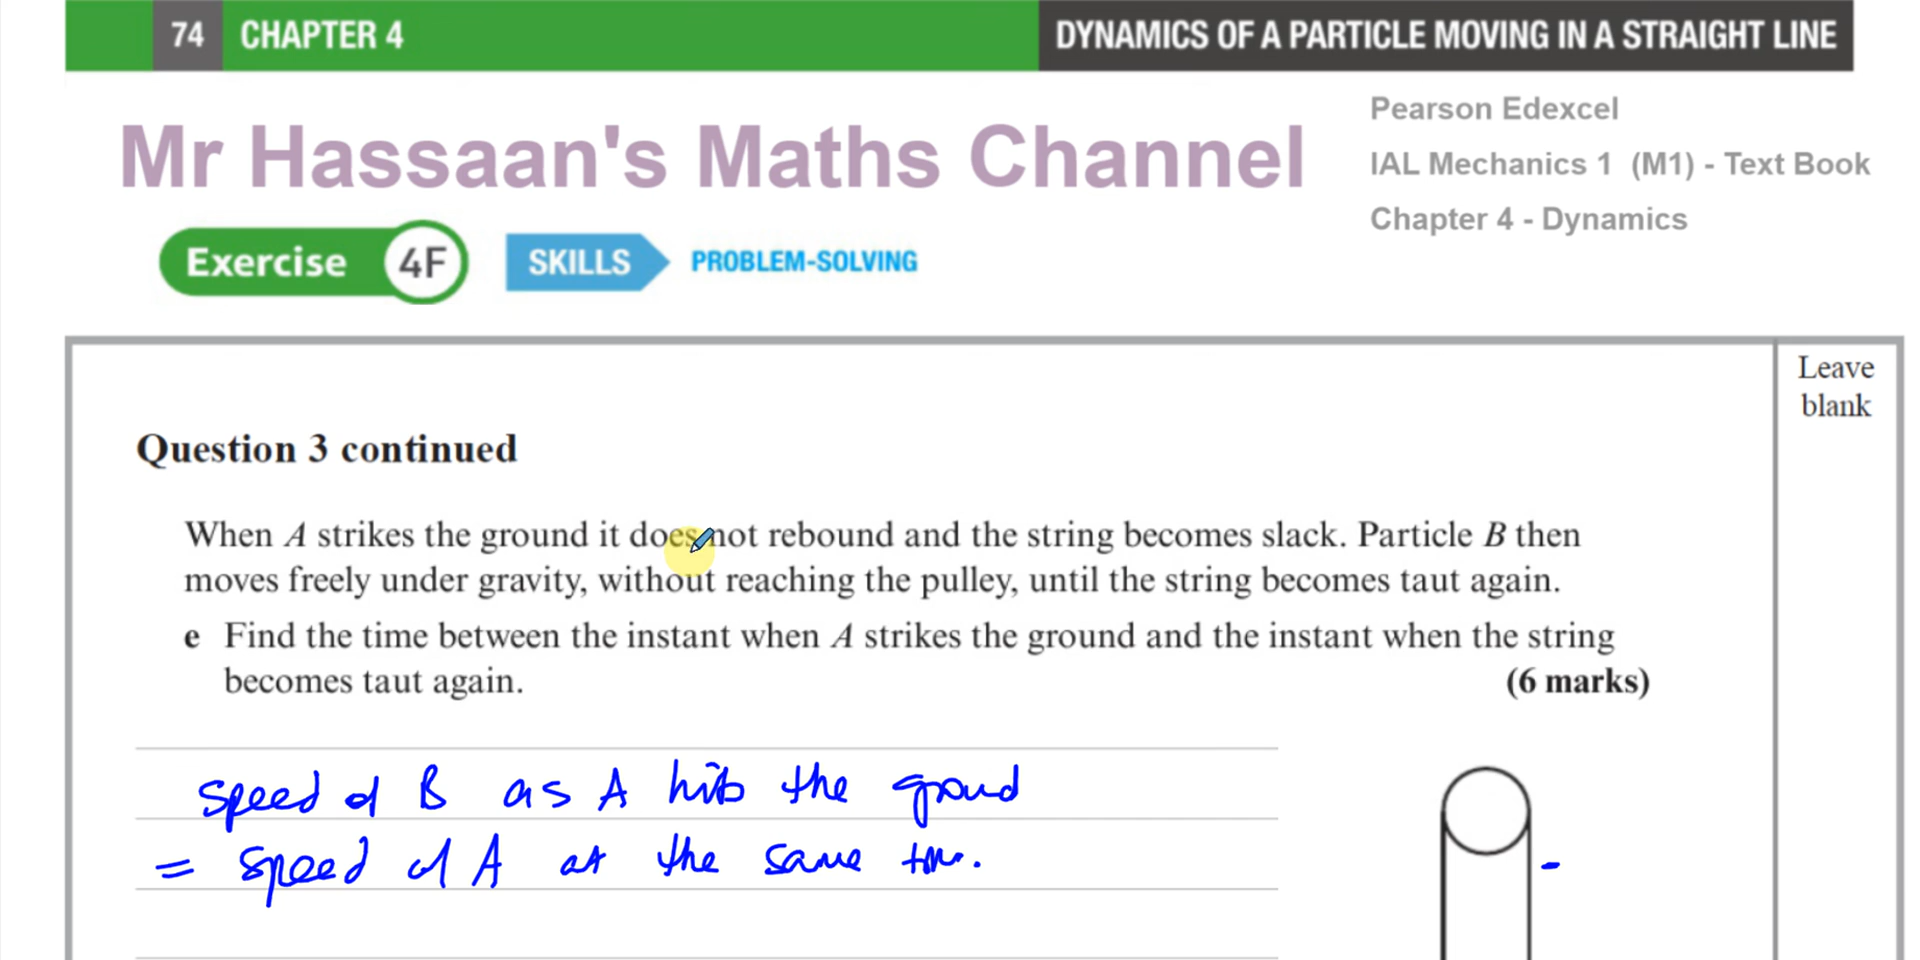 74 CHAPTER 4 DYNAMICS OF A PARTICLE MOVING IN A STRAIGHT LINE
Mr Hassaan's Maths Channel
Pearson Edexcel
IAL Mechanics 1 (M1) - Text Book
Chapter 4 - Dynamics
Exercise 4F SKILLS PROBLEM-SOLVING
Leave
blank
Question 3 continued
When A strikes the ground it does not rebound and the string becomes slack. Particle B then
moves freely under gravity, without reaching the pulley, until the string becomes taut again.
e Find the time between the instant when A strikes the ground and the instant when the string
becomes taut again. (6 marks)
speed of B as A hits the ground
= speed of A at the same